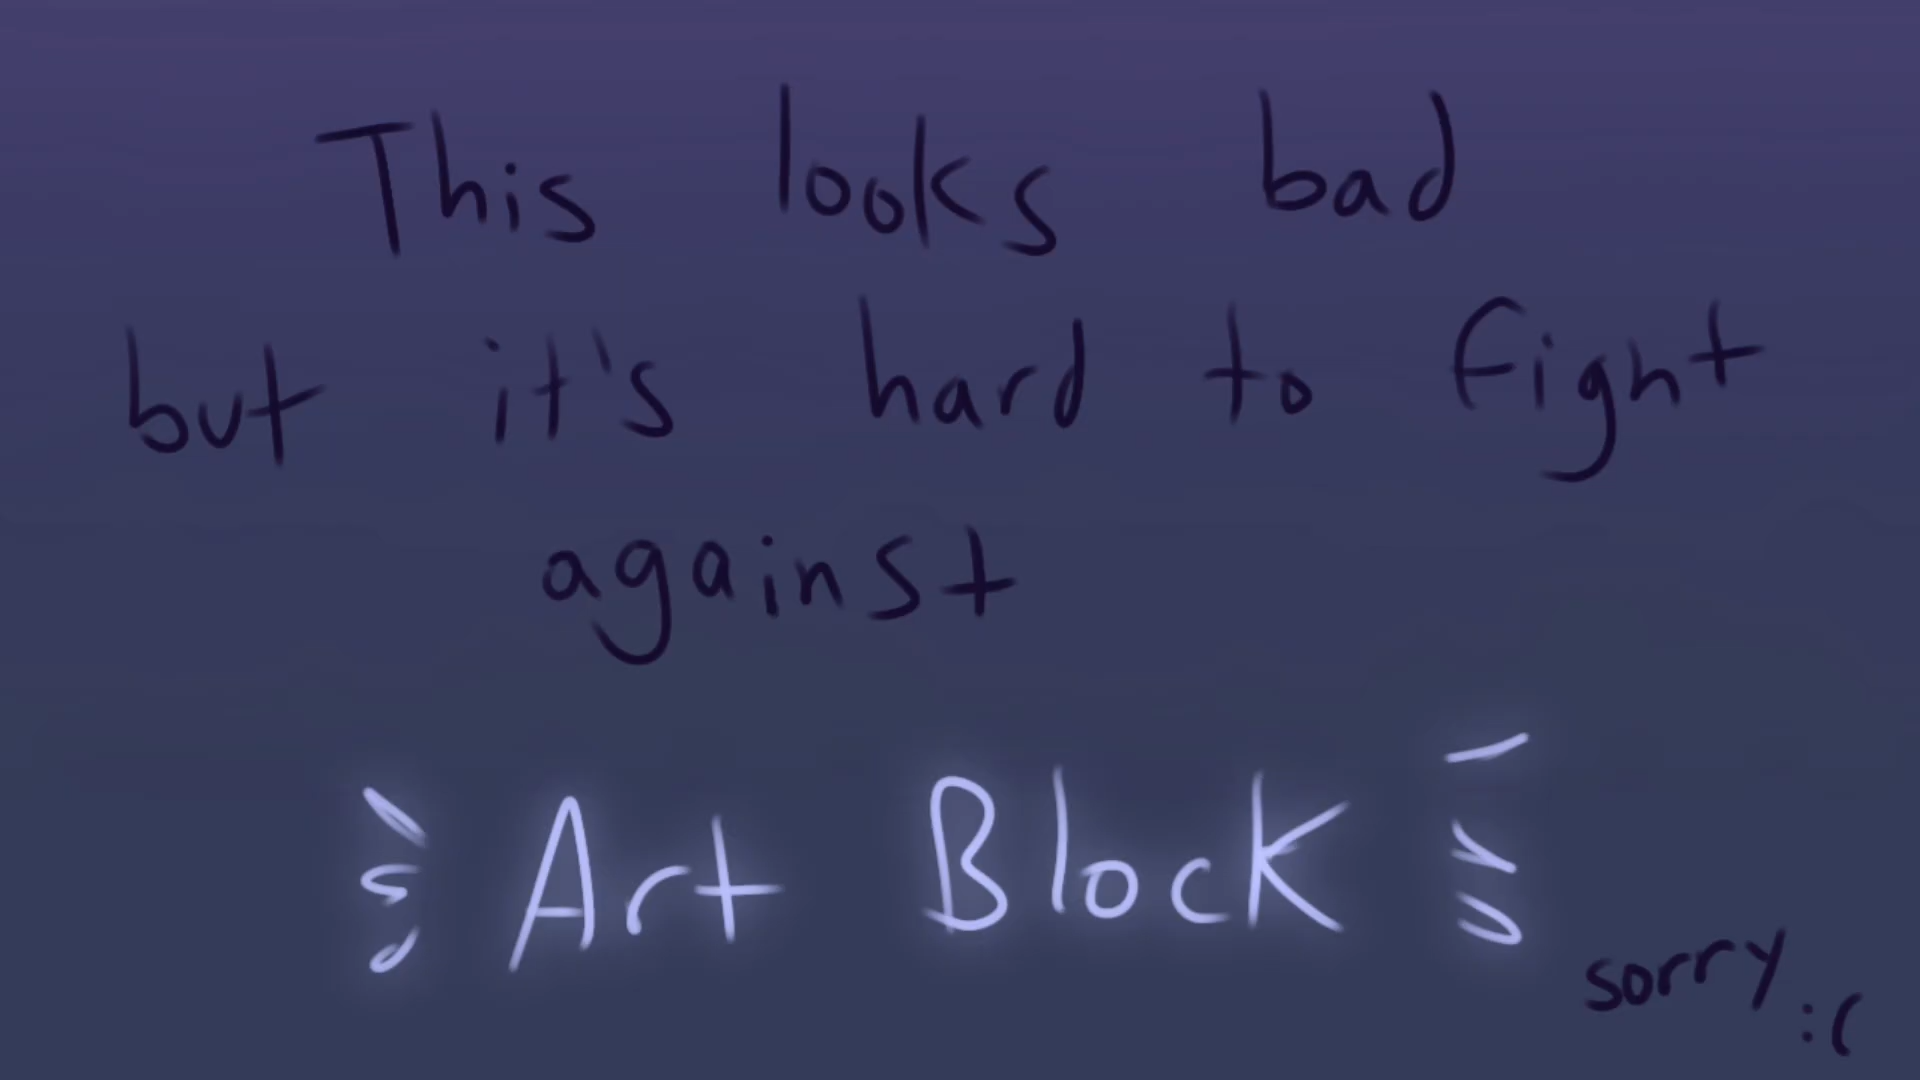 This looks bad
but it's hard to fight
against
Art Block
sorry :(